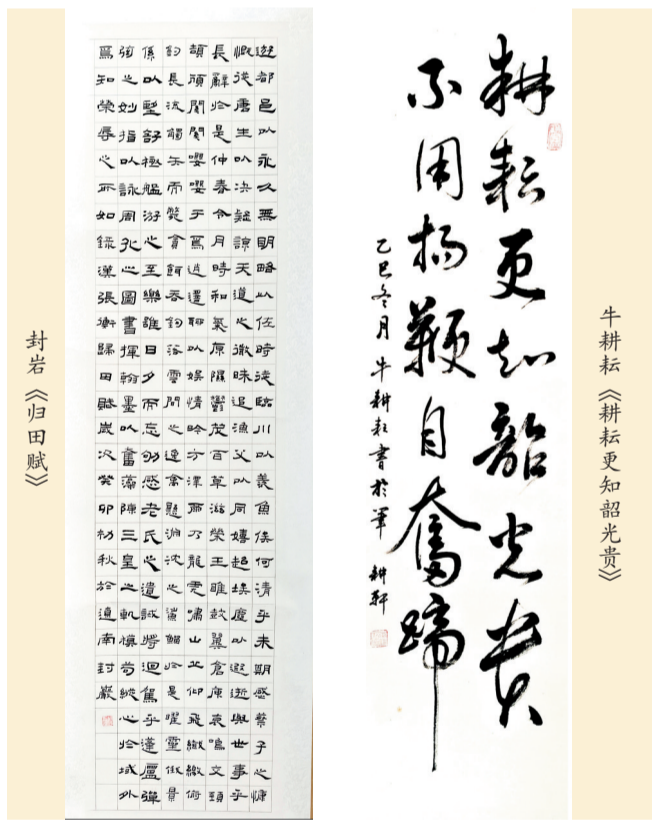 牛耕耘《耕耘更知韶光贵》
耕耘更知韶光贵
不用扬鞭自奮蹄
乙巳冬月牛耕耘書於筆耕軒
遊都邑以永久無明略以佐時徒臨川以羨魚俟河清乎未期感蔡子之慷
慨從唐生以決疑諒天道之微昧追漁父以同嬉超埃塵以遐逝與世事乎
長辭於是仲春令月時和氣原隰鬱茂百草滋榮王雎鼓翼倉庚哀鳴交頸
頡頏關關嚶嚶于焉逍遙聊以娛情吟方澤而乃龍虎嘯山丘仰飛纖繳俯
釣長流觸矢而斃貪餌吞鉤落雲間之逸禽懸淵沈之鯊鰡於是曜靈俄景
係以望舒極般游之至樂雖日夕而忘劬感老氏之遺誡將迴駕乎蓬廬彈
弦之妙指以詠周孔之圖書揮翰墨以奮藻陳三皇之軌模苟縱心於域外
焉知榮辱之所如錄漢張衡歸田賦歲次癸卯初秋於通南封巖
封岩《归田赋》